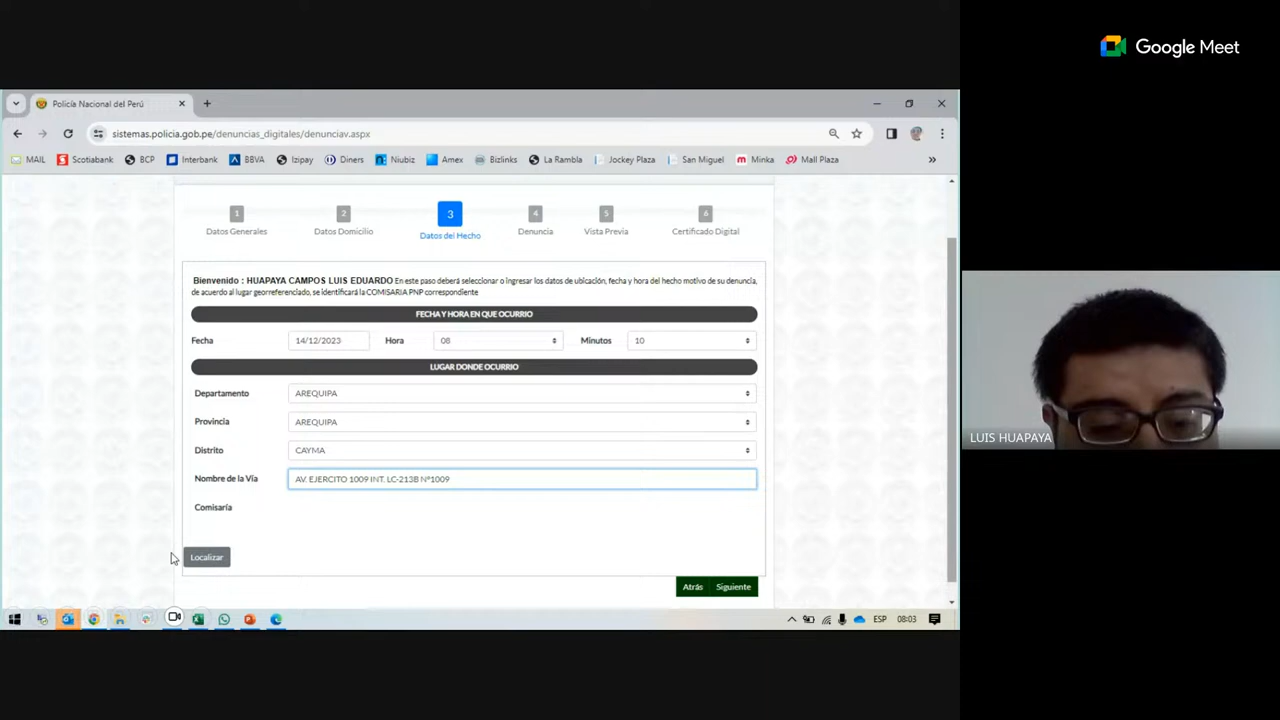 Google Meet
Policía Nacional del Perú
sistemas.policia.gob.pe/denuncias_digitales/denunciav.aspx
MAIL Scotiabank BCP Interbank BBVA Izipay Diners Niubiz Amex Bizlinks La Rambla Jockey Plaza San Miguel Minka Mall Plaza »
1 2 3 4 5 6
Datos Generales Datos Domicilio Datos del Hecho Denuncia Vista Previa Certificado Digital
Bienvenido : HUAPAYA CAMPOS LUIS EDUARDO En este paso deberá seleccionar o ingresar los datos de ubicación, fecha y hora del hecho motivo de su denuncia,
de acuerdo al lugar georreferenciado, se identificará la COMISARIA PNP correspondiente
FECHA Y HORA EN QUE OCURRIO
Fecha 14/12/2023 Hora 08 Minutos 10
LUGAR DONDE OCURRIO
Departamento AREQUIPA
Provincia AREQUIPA
Distrito CAYMA
Nombre de la Vía AV. EJERCITO 1009 INT. LC-213B Nº1009
Comisaría
Localizar
Atrás Siguiente
ESP 08:03
LUIS HUAPAYA